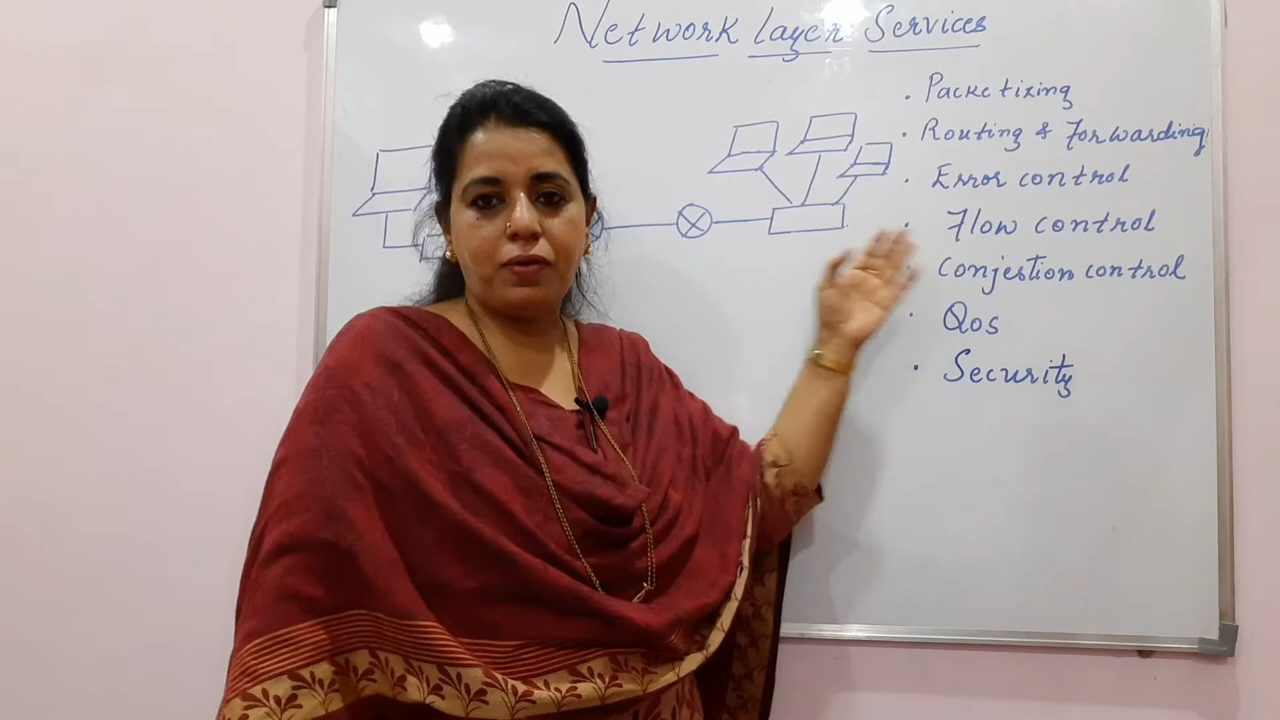 Network Layer Services
. Packetizing
. Routing & Forwarding
. Error control
. Flow control
. Conjestion control
. Qos
. Security